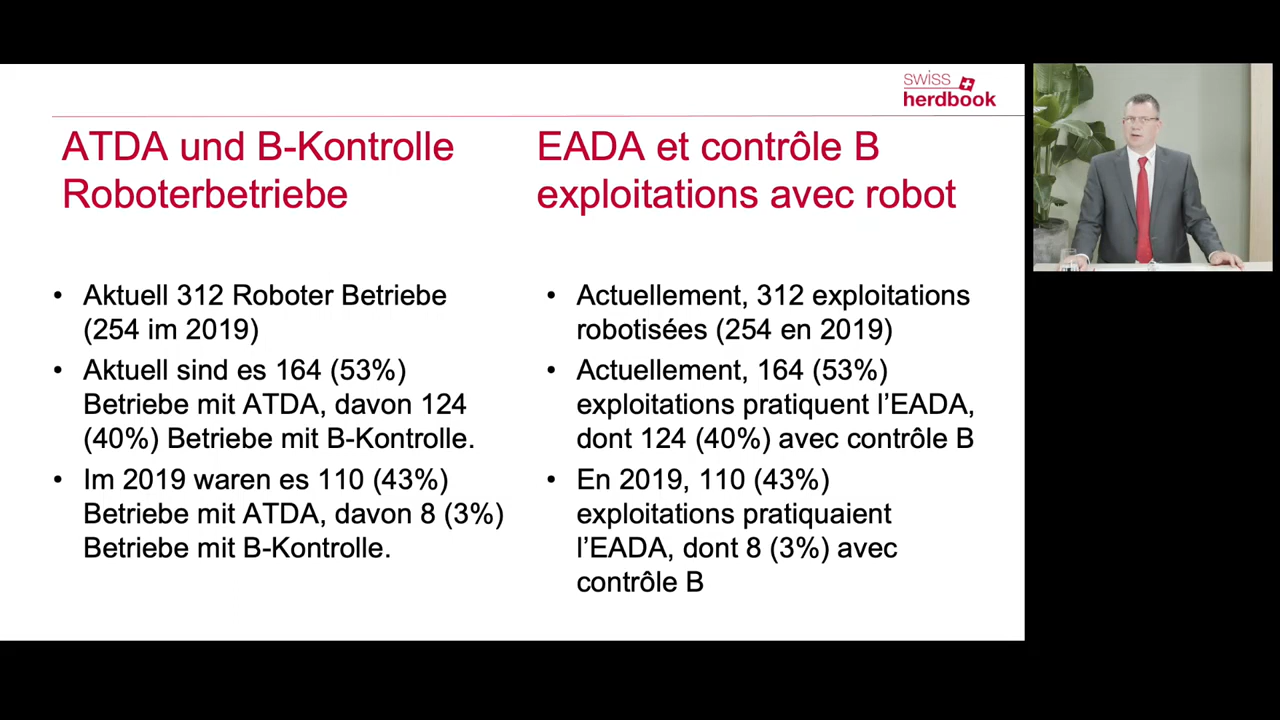 swiss
herdbook
ATDA und B-Kontrolle
Roboterbetriebe
• Aktuell 312 Roboter Betriebe
(254 im 2019)
• Aktuell sind es 164 (53%)
Betriebe mit ATDA, davon 124
(40%) Betriebe mit B-Kontrolle.
• Im 2019 waren es 110 (43%)
Betriebe mit ATDA, davon 8 (3%)
Betriebe mit B-Kontrolle.
EADA et contrôle B
exploitations avec robot
• Actuellement, 312 exploitations
robotisées (254 en 2019)
• Actuellement, 164 (53%)
exploitations pratiquent l’EADA,
dont 124 (40%) avec contrôle B
• En 2019, 110 (43%)
exploitations pratiquaient
l’EADA, dont 8 (3%) avec
contrôle B